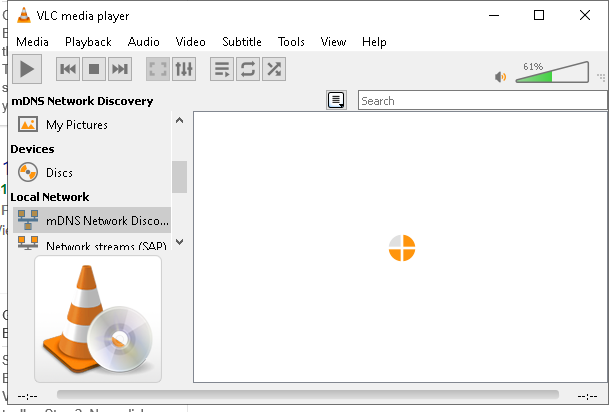 VLC media player
Media Playback Audio Video Subtitle Tools View Help
61%
mDNS Network Discovery
Search
My Pictures
Devices
Discs
Local Network
mDNS Network Disco...
Network streams (SAP)
--:-- --:--